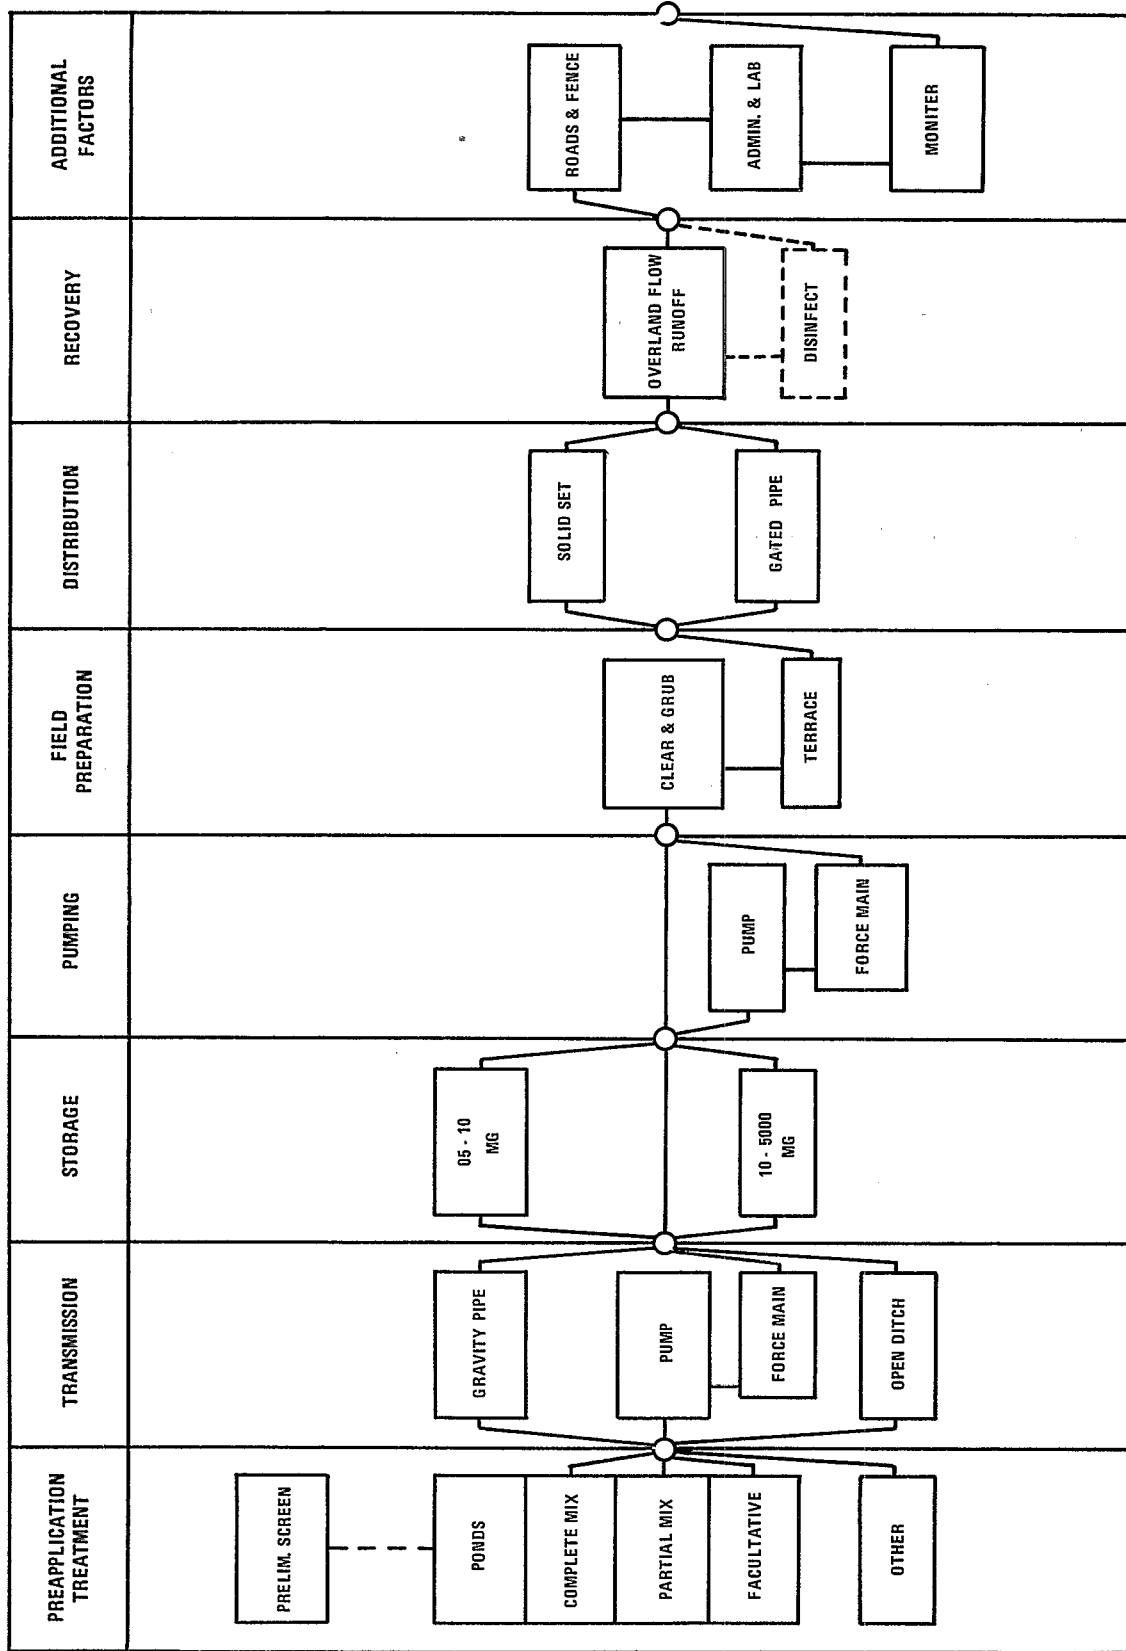 PREAPPLICATION
TREATMENT
TRANSMISSION
STORAGE
PUMPING
FIELD
PREPARATION
DISTRIBUTION
RECOVERY
ADDITIONAL
FACTORS
PRELIM. SCREEN
PONDS
COMPLETE MIX
PARTIAL MIX
FACULTATIVE
OTHER
GRAVITY PIPE
PUMP
FORCE MAIN
OPEN DITCH
05 - 10
MG
10 - 5000
MG
PUMP
FORCE MAIN
CLEAR & GRUB
TERRACE
SOLID SET
GATED PIPE
OVERLAND FLOW
RUNOFF
DISINFECT
ROADS & FENCE
ADMIN. & LAB
MONITER